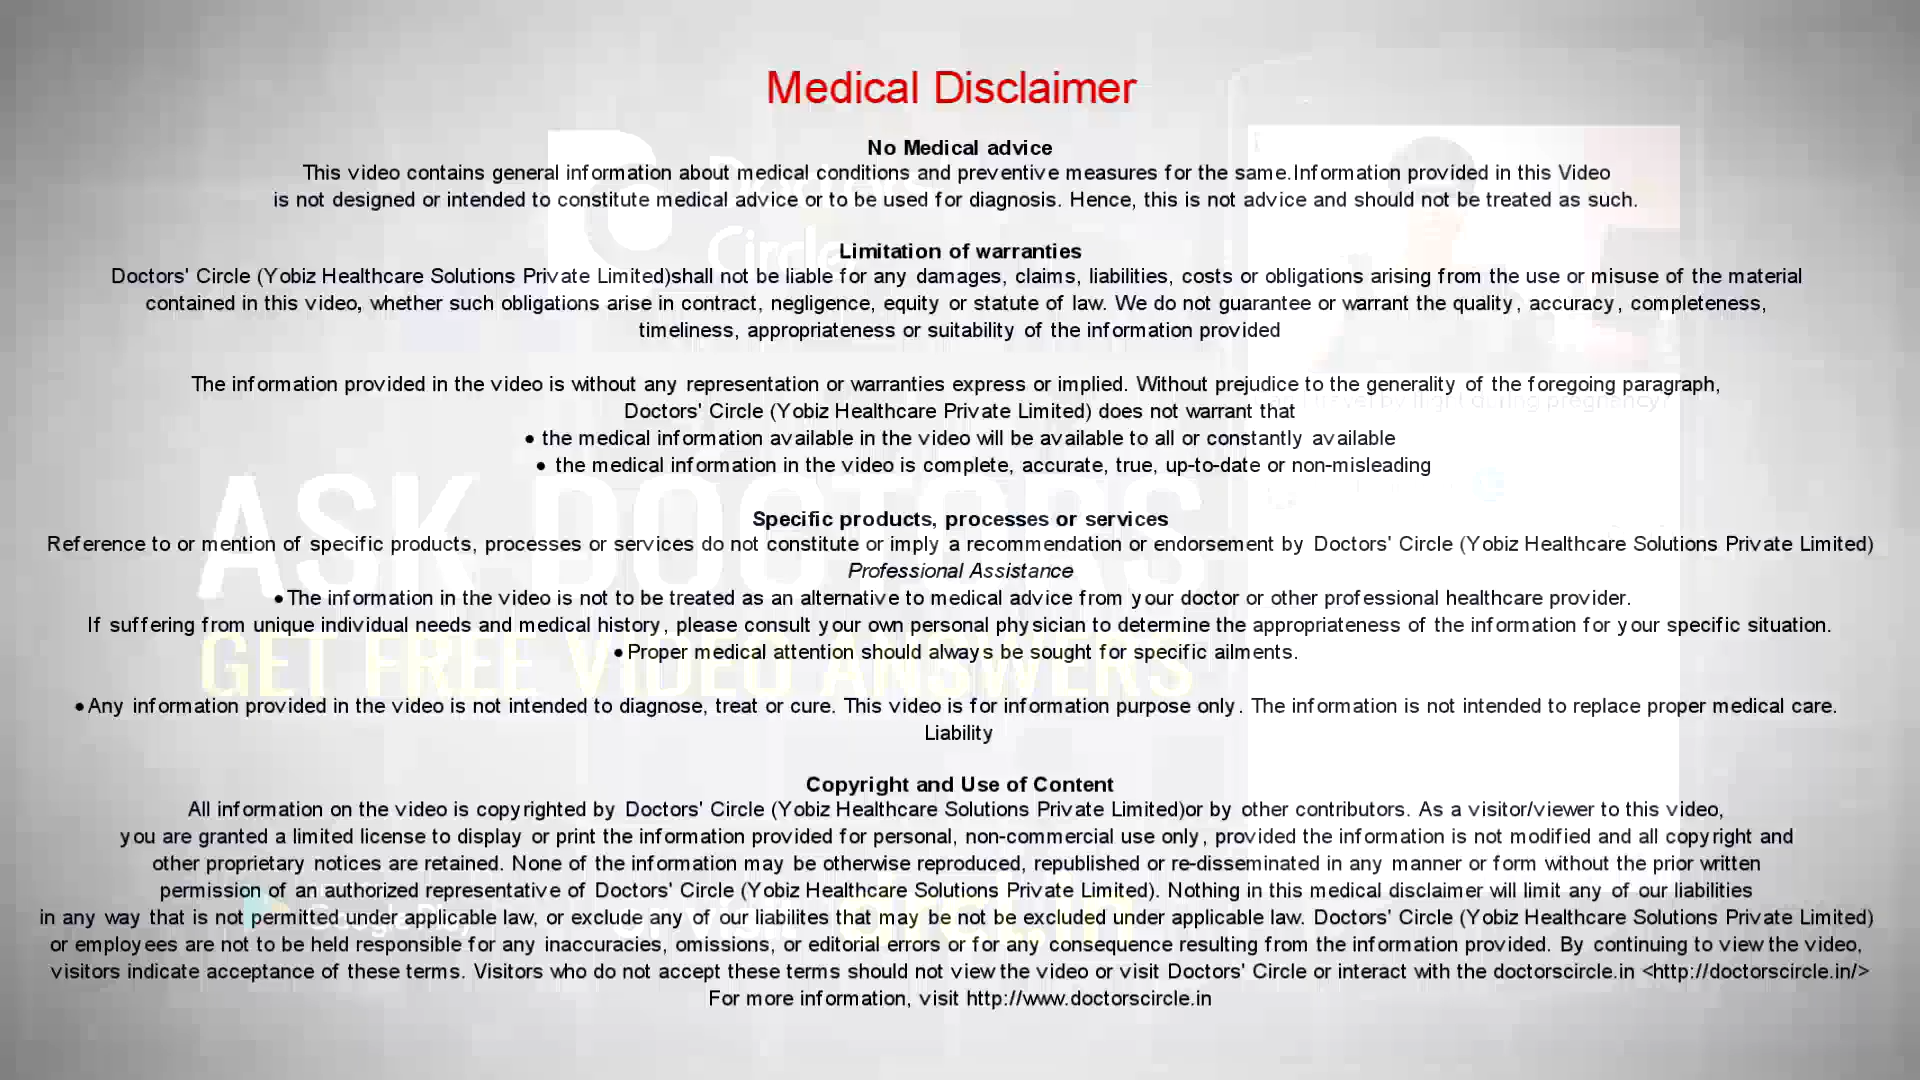 Medical Disclaimer
No Medical advice
This video contains general information about medical conditions and preventive measures for the same.Information provided in this Video
is not designed or intended to constitute medical advice or to be used for diagnosis. Hence, this is not advice and should not be treated as such.
Limitation of warranties
Doctors' Circle (Yobiz Healthcare Solutions Private Limited)shall not be liable for any damages, claims, liabilities, costs or obligations arising from the use or misuse of the material
contained in this video, whether such obligations arise in contract, negligence, equity or statute of law. We do not guarantee or warrant the quality, accuracy, completeness,
timeliness, appropriateness or suitability of the information provided
The information provided in the video is without any representation or warranties express or implied. Without prejudice to the generality of the foregoing paragraph,
Doctors' Circle (Yobiz Healthcare Private Limited) does not warrant that
• the medical information available in the video will be available to all or constantly available
• the medical information in the video is complete, accurate, true, up-to-date or non-misleading
Specific products, processes or services
Reference to or mention of specific products, processes or services do not constitute or imply a recommendation or endorsement by Doctors' Circle (Yobiz Healthcare Solutions Private Limited)
Professional Assistance
•The information in the video is not to be treated as an alternative to medical advice from your doctor or other professional healthcare provider.
If suffering from unique individual needs and medical history, please consult your own personal physician to determine the appropriateness of the information for your specific situation.
•Proper medical attention should always be sought for specific ailments.
•Any information provided in the video is not intended to diagnose, treat or cure. This video is for information purpose only. The information is not intended to replace proper medical care.
Liability
Copyright and Use of Content
All information on the video is copyrighted by Doctors' Circle (Yobiz Healthcare Solutions Private Limited)or by other contributors. As a visitor/viewer to this video,
you are granted a limited license to display or print the information provided for personal, non-commercial use only, provided the information is not modified and all copyright and
other proprietary notices are retained. None of the information may be otherwise reproduced, republished or re-disseminated in any manner or form without the prior written
permission of an authorized representative of Doctors' Circle (Yobiz Healthcare Solutions Private Limited). Nothing in this medical disclaimer will limit any of our liabilities
in any way that is not permitted under applicable law, or exclude any of our liabilites that may be not be excluded under applicable law. Doctors' Circle (Yobiz Healthcare Solutions Private Limited)
or employees are not to be held responsible for any inaccuracies, omissions, or editorial errors or for any consequence resulting from the information provided. By continuing to view the video,
visitors indicate acceptance of these terms. Visitors who do not accept these terms should not view the video or visit Doctors' Circle or interact with the doctorscircle.in <http://doctorscircle.in/>
For more information, visit http://www.doctorscircle.in
Doctors'
Circle
ASK DOCTORS
GET FREE VIDEO ANSWERS
Google Play
or visit drct.in
travel by flight during pregnancy?